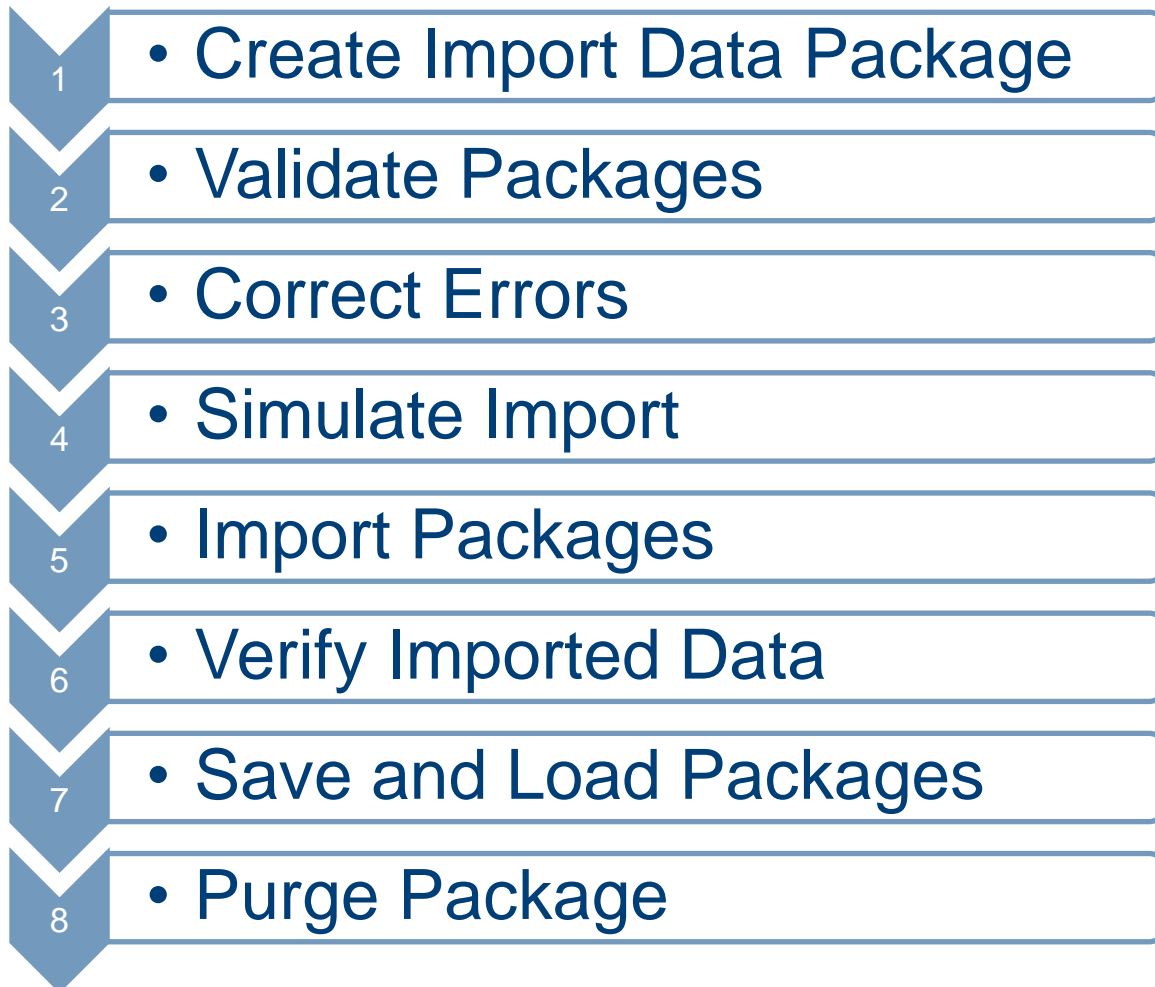 1 • Create Import Data Package
2 • Validate Packages
3 • Correct Errors
4 • Simulate Import
5 • Import Packages
6 • Verify Imported Data
7 • Save and Load Packages
8 • Purge Package